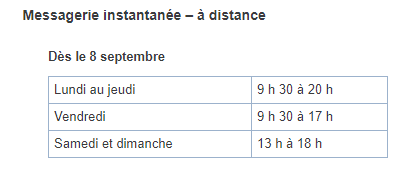 Messagerie instantanée – à distance
Dès le 8 septembre
Lundi au jeudi 9 h 30 à 20 h
Vendredi 9 h 30 à 17 h
Samedi et dimanche 13 h à 18 h